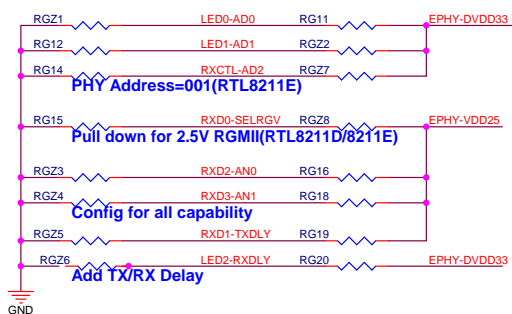 RGZ1 LED0-AD0 RG11 EPHY-DVDD33
RG12 LED1-AD1 RGZ2
RG14 RXCTL-AD2 RGZ7
PHY Address=001(RTL8211E)
RG15 RXD0-SELRGV RGZ8 EPHY-VDD25
Pull down for 2.5V RGMII(RTL8211D/8211E)
RGZ3 RXD2-AN0 RG16
RGZ4 RXD3-AN1 RG18
Config for all capability
RGZ5 RXD1-TXDLY RG19
RGZ6 LED2-RXDLY RG20 EPHY-DVDD33
Add TX/RX Delay
GND